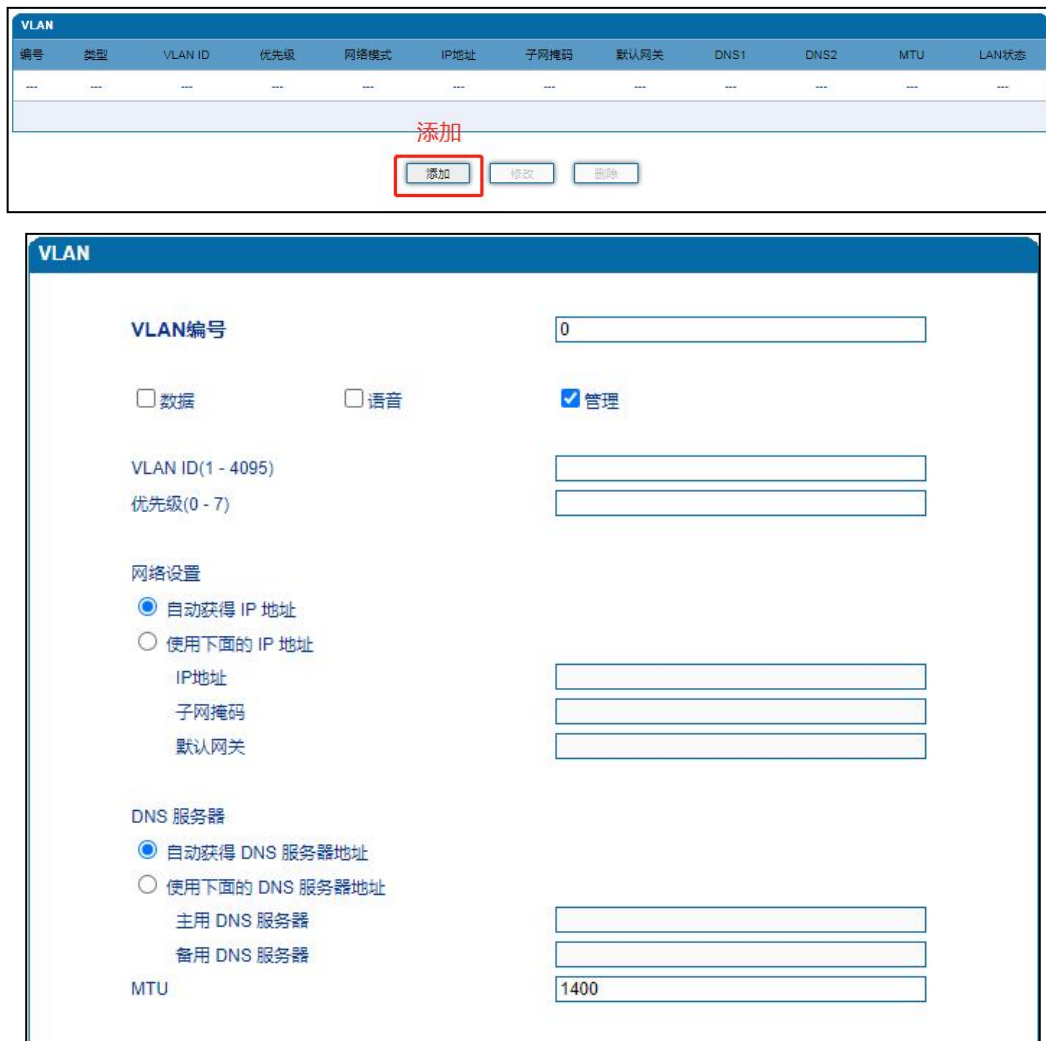 VLAN
编号 类型 VLAN ID 优先级 网络模式 IP地址 子网掩码 默认网关 DNS1 DNS2 MTU LAN状态
--- --- --- --- --- --- --- --- --- --- --- ---
添加
添加 修改 删除
VLAN
VLAN编号 0
数据 语音 管理
VLAN ID(1 - 4095)
优先级(0 - 7)
网络设置
自动获得 IP 地址
使用下面的 IP 地址
IP地址
子网掩码
默认网关
DNS 服务器
自动获得 DNS 服务器地址
使用下面的 DNS 服务器地址
主用 DNS 服务器
备用 DNS 服务器
MTU 1400